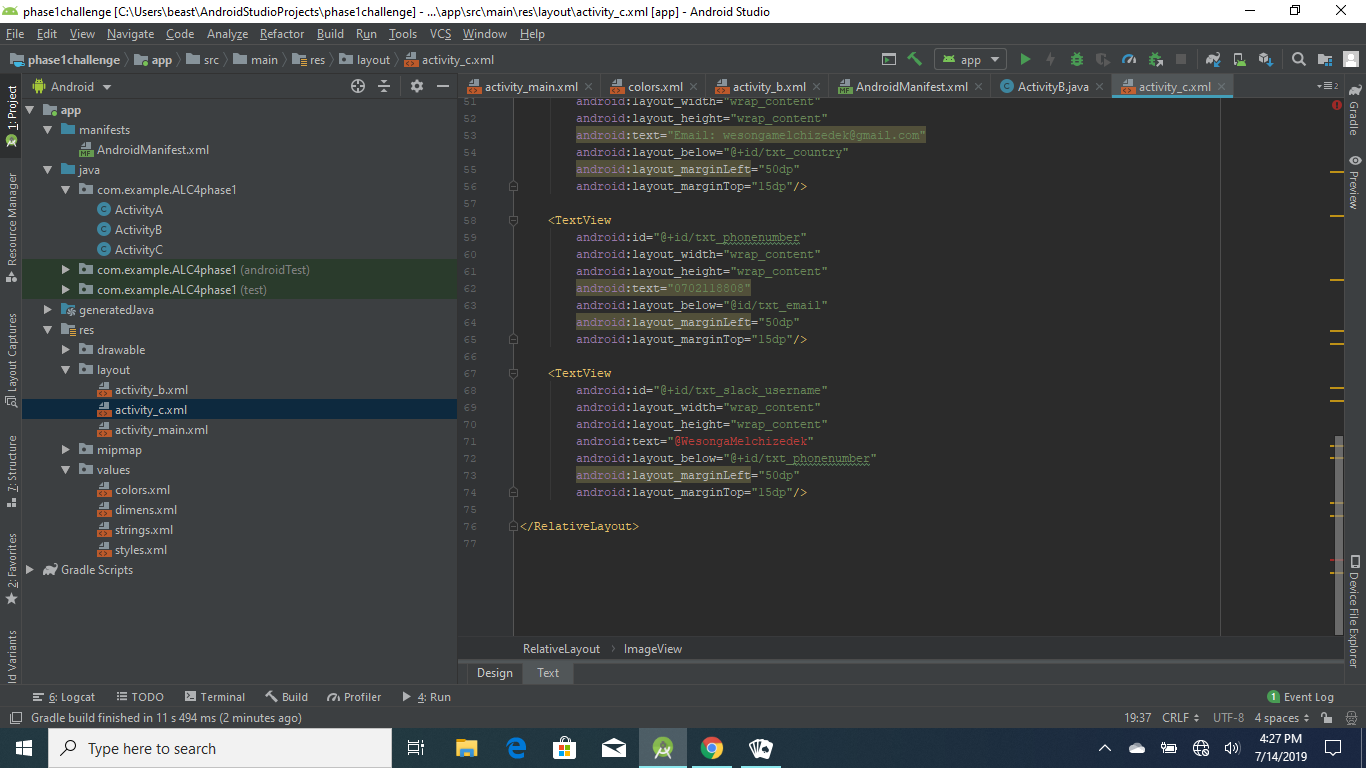 phase1challenge [C:\Users\beast\AndroidStudioProjects\phase1challenge] - ...\app\src\main\res\layout\activity_c.xml [app] - Android Studio
File Edit View Navigate Code Analyze Refactor Build Run Tools VCS Window Help
phase1challenge app src main res layout activity_c.xml app
Android
activity_main.xml colors.xml activity_b.xml AndroidManifest.xml ActivityB.java activity_c.xml
1: Project
Resource Manager
Layout Captures
7: Structure
2: Favorites
ld Variants
app
manifests
AndroidManifest.xml
java
com.example.ALC4phase1
ActivityA
ActivityB
ActivityC
com.example.ALC4phase1 (androidTest)
com.example.ALC4phase1 (test)
generatedJava
res
drawable
layout
activity_b.xml
activity_c.xml
activity_main.xml
mipmap
values
colors.xml
dimens.xml
strings.xml
styles.xml
Gradle Scripts
51 android:layout_width="wrap_content"
52 android:layout_height="wrap_content"
53 android:text="Email: wesongamelchizedek@gmail.com"
54 android:layout_below="@+id/txt_country"
55 android:layout_marginLeft="50dp"
56 android:layout_marginTop="15dp"/>
57
58 <TextView
59 android:id="@+id/txt_phonenumber"
60 android:layout_width="wrap_content"
61 android:layout_height="wrap_content"
62 android:text="0702118808"
63 android:layout_below="@id/txt_email"
64 android:layout_marginLeft="50dp"
65 android:layout_marginTop="15dp"/>
66
67 <TextView
68 android:id="@+id/txt_slack_username"
69 android:layout_width="wrap_content"
70 android:layout_height="wrap_content"
71 android:text="@WesongaMelchizedek"
72 android:layout_below="@+id/txt_phonenumber"
73 android:layout_marginLeft="50dp"
74 android:layout_marginTop="15dp"/>
75
76 </RelativeLayout>
77
RelativeLayout ImageView
Design Text
Gradle
Preview
Device File Explorer
6: Logcat TODO Terminal Build Profiler 4: Run 1 Event Log
Gradle build finished in 11 s 494 ms (2 minutes ago) 19:37 CRLF UTF-8 4 spaces
Type here to search
4:27 PM
7/14/2019